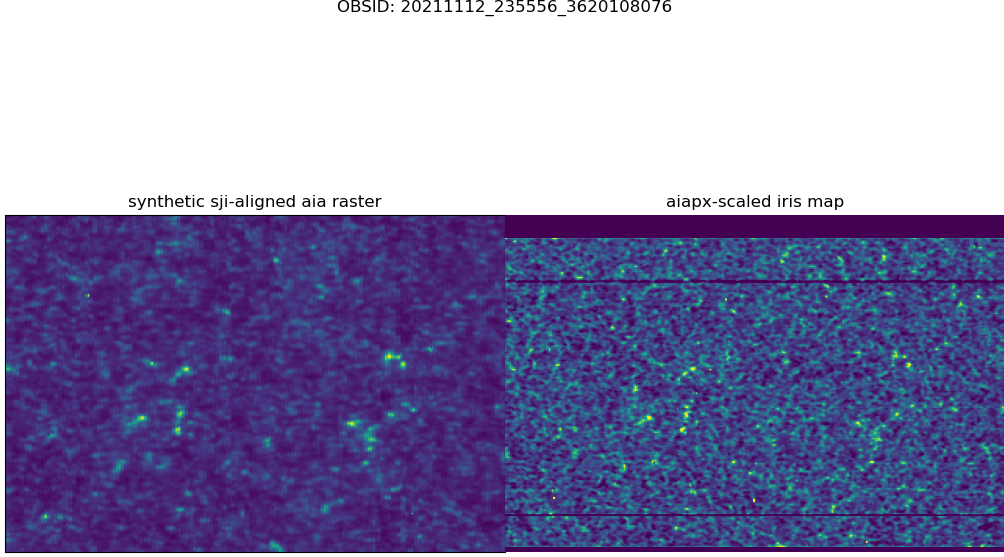 OBSID: 20211112_235556_3620108076
synthetic sji-aligned aia raster
aiapx-scaled iris map